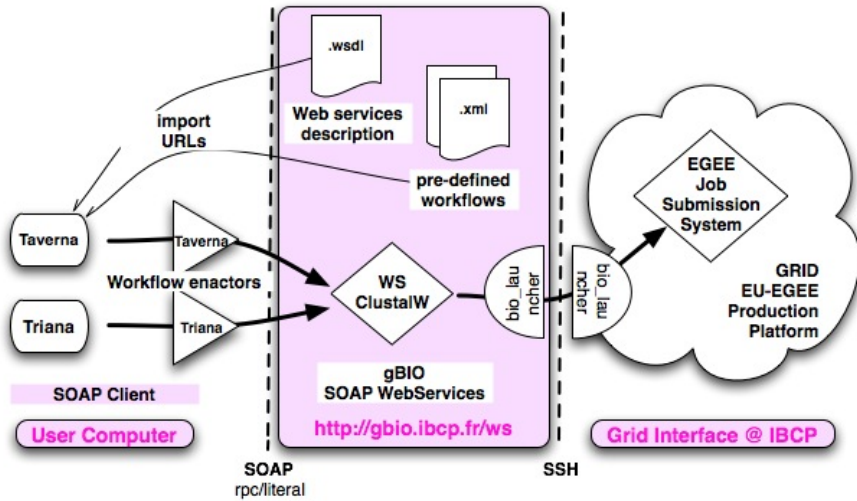 .wsdl
Web services
description
.xml
pre-defined
workflows
import
URLs
Taverna
Taverna
Workflow enactors
Triana
Triana
WS
ClustalW
bio_lau
ncher
bio_lau
ncher
EGEE
Job
Submission
System
GRID
EU-EGEE
Production
Platform
gBIO
SOAP WebServices
http://gbio.ibcp.fr/ws
SOAP Client
User Computer
Grid Interface @ IBCP
SOAP
rpc/literal
SSH